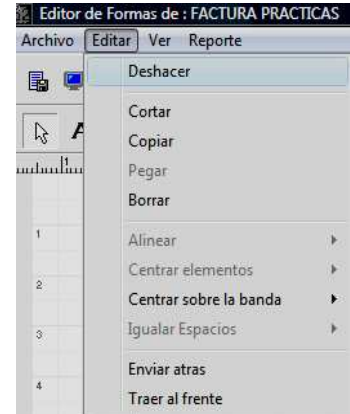 Editor de Formas de : FACTURA PRACTICAS
Archivo Editar Ver Reporte
Deshacer
Cortar
Copiar
Pegar
Borrar
Alinear
Centrar elementos
Centrar sobre la banda
Igualar Espacios
Enviar atras
Traer al frente
A
1
1
2
3
4